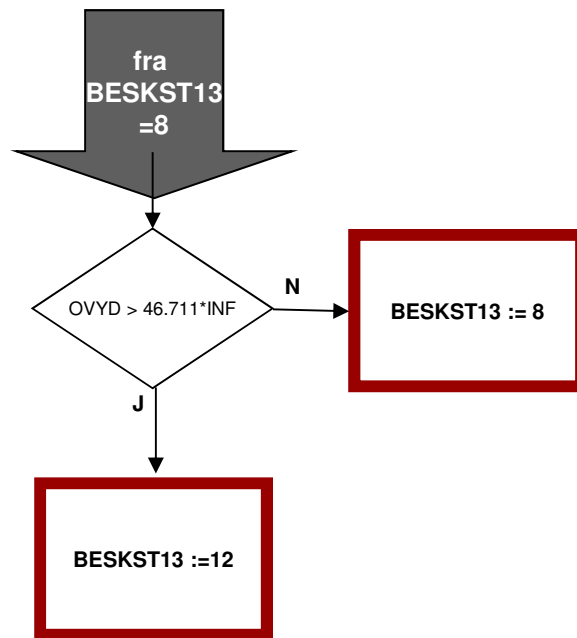 fra
BESKST13
=8
OVYD > 46.711*INF
N
BESKST13 := 8
J
BESKST13 :=12